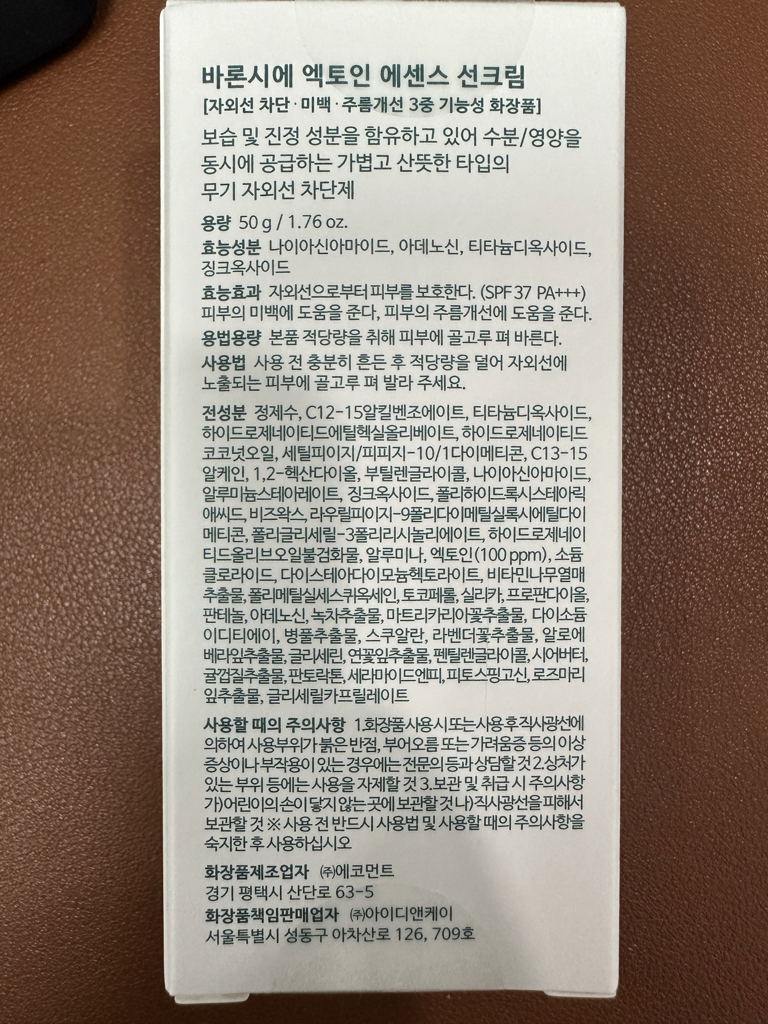 바론시에 엑토인 에센스 선크림
[자외선 차단·미백·주름개선 3중 기능성 화장품]
보습 및 진정 성분을 함유하고 있어 수분/영양을
동시에 공급하는 가볍고 산뜻한 타입의
무기 자외선 차단제
용량 50 g / 1.76 oz.
효능성분 나이아신아마이드, 아데노신, 티타늄디옥사이드,
징크옥사이드
효능효과 자외선으로부터 피부를 보호한다. (SPF 37 PA+++)
피부의 미백에 도움을 준다, 피부의 주름개선에 도움을 준다.
용법용량 본품 적당량을 취해 피부에 골고루 펴 바른다.
사용법 사용 전 충분히 흔든 후 적당량을 덜어 자외선에
노출되는 피부에 골고루 펴 발라 주세요.
전성분 정제수, C12-15알킬벤조에이트, 티타늄디옥사이드,
하이드로제네이티드에틸헥실올리베이트, 하이드로제네이티드
코코넛오일, 세틸피이지/피피지-10/1다이메티콘, C13-15
알케인, 1,2-헥산다이올, 부틸렌글라이콜, 나이아신아마이드,
알루미늄스테아레이트, 징크옥사이드, 폴리하이드록시스테아릭
애씨드, 비즈왁스, 라우릴피이지-9폴리다이메틸실록시에틸다이
메티콘, 폴리글리세릴-3폴리리시놀리에이트, 하이드로제네이
티드올리브오일불검화물, 알루미나, 엑토인(100 ppm), 소듐
클로라이드, 다이스테아다이모늄헥토라이트, 비타민나무열매
추출물, 폴리메틸실세스퀴옥세인, 토코페롤, 실리카, 프로판다이올,
판테놀, 아데노신, 녹차추출물, 마트리카리아꽃추출물, 다이소듐
이디티에이, 병풀추출물, 스쿠알란, 라벤더꽃추출물, 알로에
베라잎추출물, 글리세린, 연꽃잎추출물, 펜틸렌글라이콜, 시어버터,
귤껍질추출물, 판토락톤, 세라마이드엔피, 피토스핑고신, 로즈마리
잎추출물, 글리세릴카프릴레이트
사용할 때의 주의사항 1.화장품 사용 시 또는 사용 후 직사광선에
의하여 사용부위가 붉은 반점, 부어오름 또는 가려움증 등의 이상
증상이나 부작용이 있는 경우에는 전문의 등과 상담할 것 2.상처가
있는 부위 등에는 사용을 자제할 것 3.보관 및 취급 시 주의사항
가)어린이의 손이 닿지 않는 곳에 보관할 것 나)직사광선을 피해서
보관할 것 ※ 사용 전 반드시 사용법 및 사용할 때의 주의사항을
숙지한 후 사용하십시오
화장품제조업자 ㈜에코먼트
경기 평택시 산단로 63-5
화장품책임판매업자 ㈜아이디앤케이
서울특별시 성동구 아차산로 126, 709호